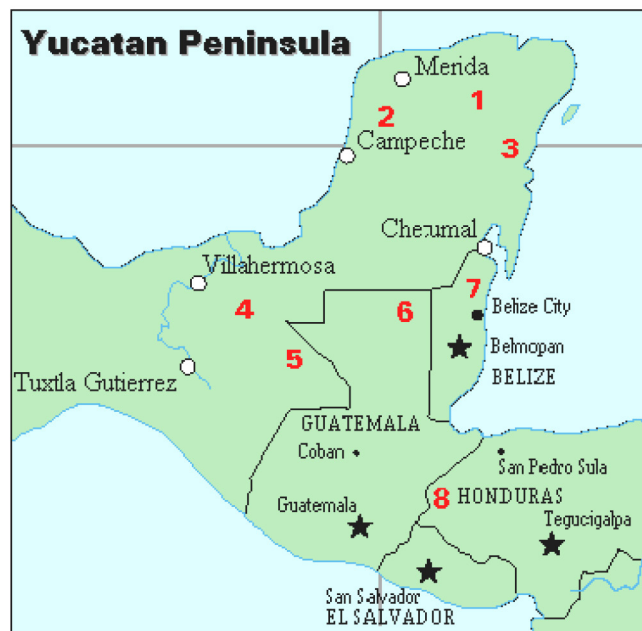 Yucatan Peninsula
Merida
1
2
3
Campeche
Chetumal
Villahermosa
7
4
6
Belize City
5
Belmopan
Tuxtla Gutierrez
BELIZE
GUATEMALA
Coban
San Pedro Sula
8 HONDURAS
Guatemala
Tegucigalpa
San Salvador
EL SALVADOR